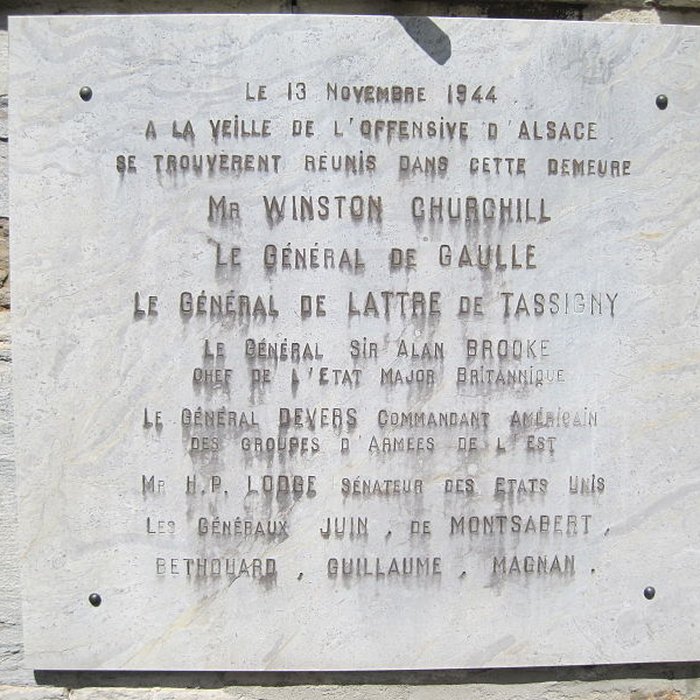 Le 13 Novembre 1944
A LA VEILLE DE L'OFFENSIVE D'ALSACE
SE TROUVÈRENT RÉUNIS DANS CETTE DEMEURE
Mr WINSTON CHURCHILL
Le Général de GAULLE
Le Général de LATTRE de TASSIGNY
Le Général Sir Alan BROOKE
Chef de l'Etat Major Britannique
Le Général DEVERS Commandant Américain
des groupes d'Armées de l'Est
Mr H.P. LODGE Sénateur des Etats Unis
Les Généraux JUIN, de MONTSABERT,
BETHOUARD, GUILLAUME, MAGNAN.